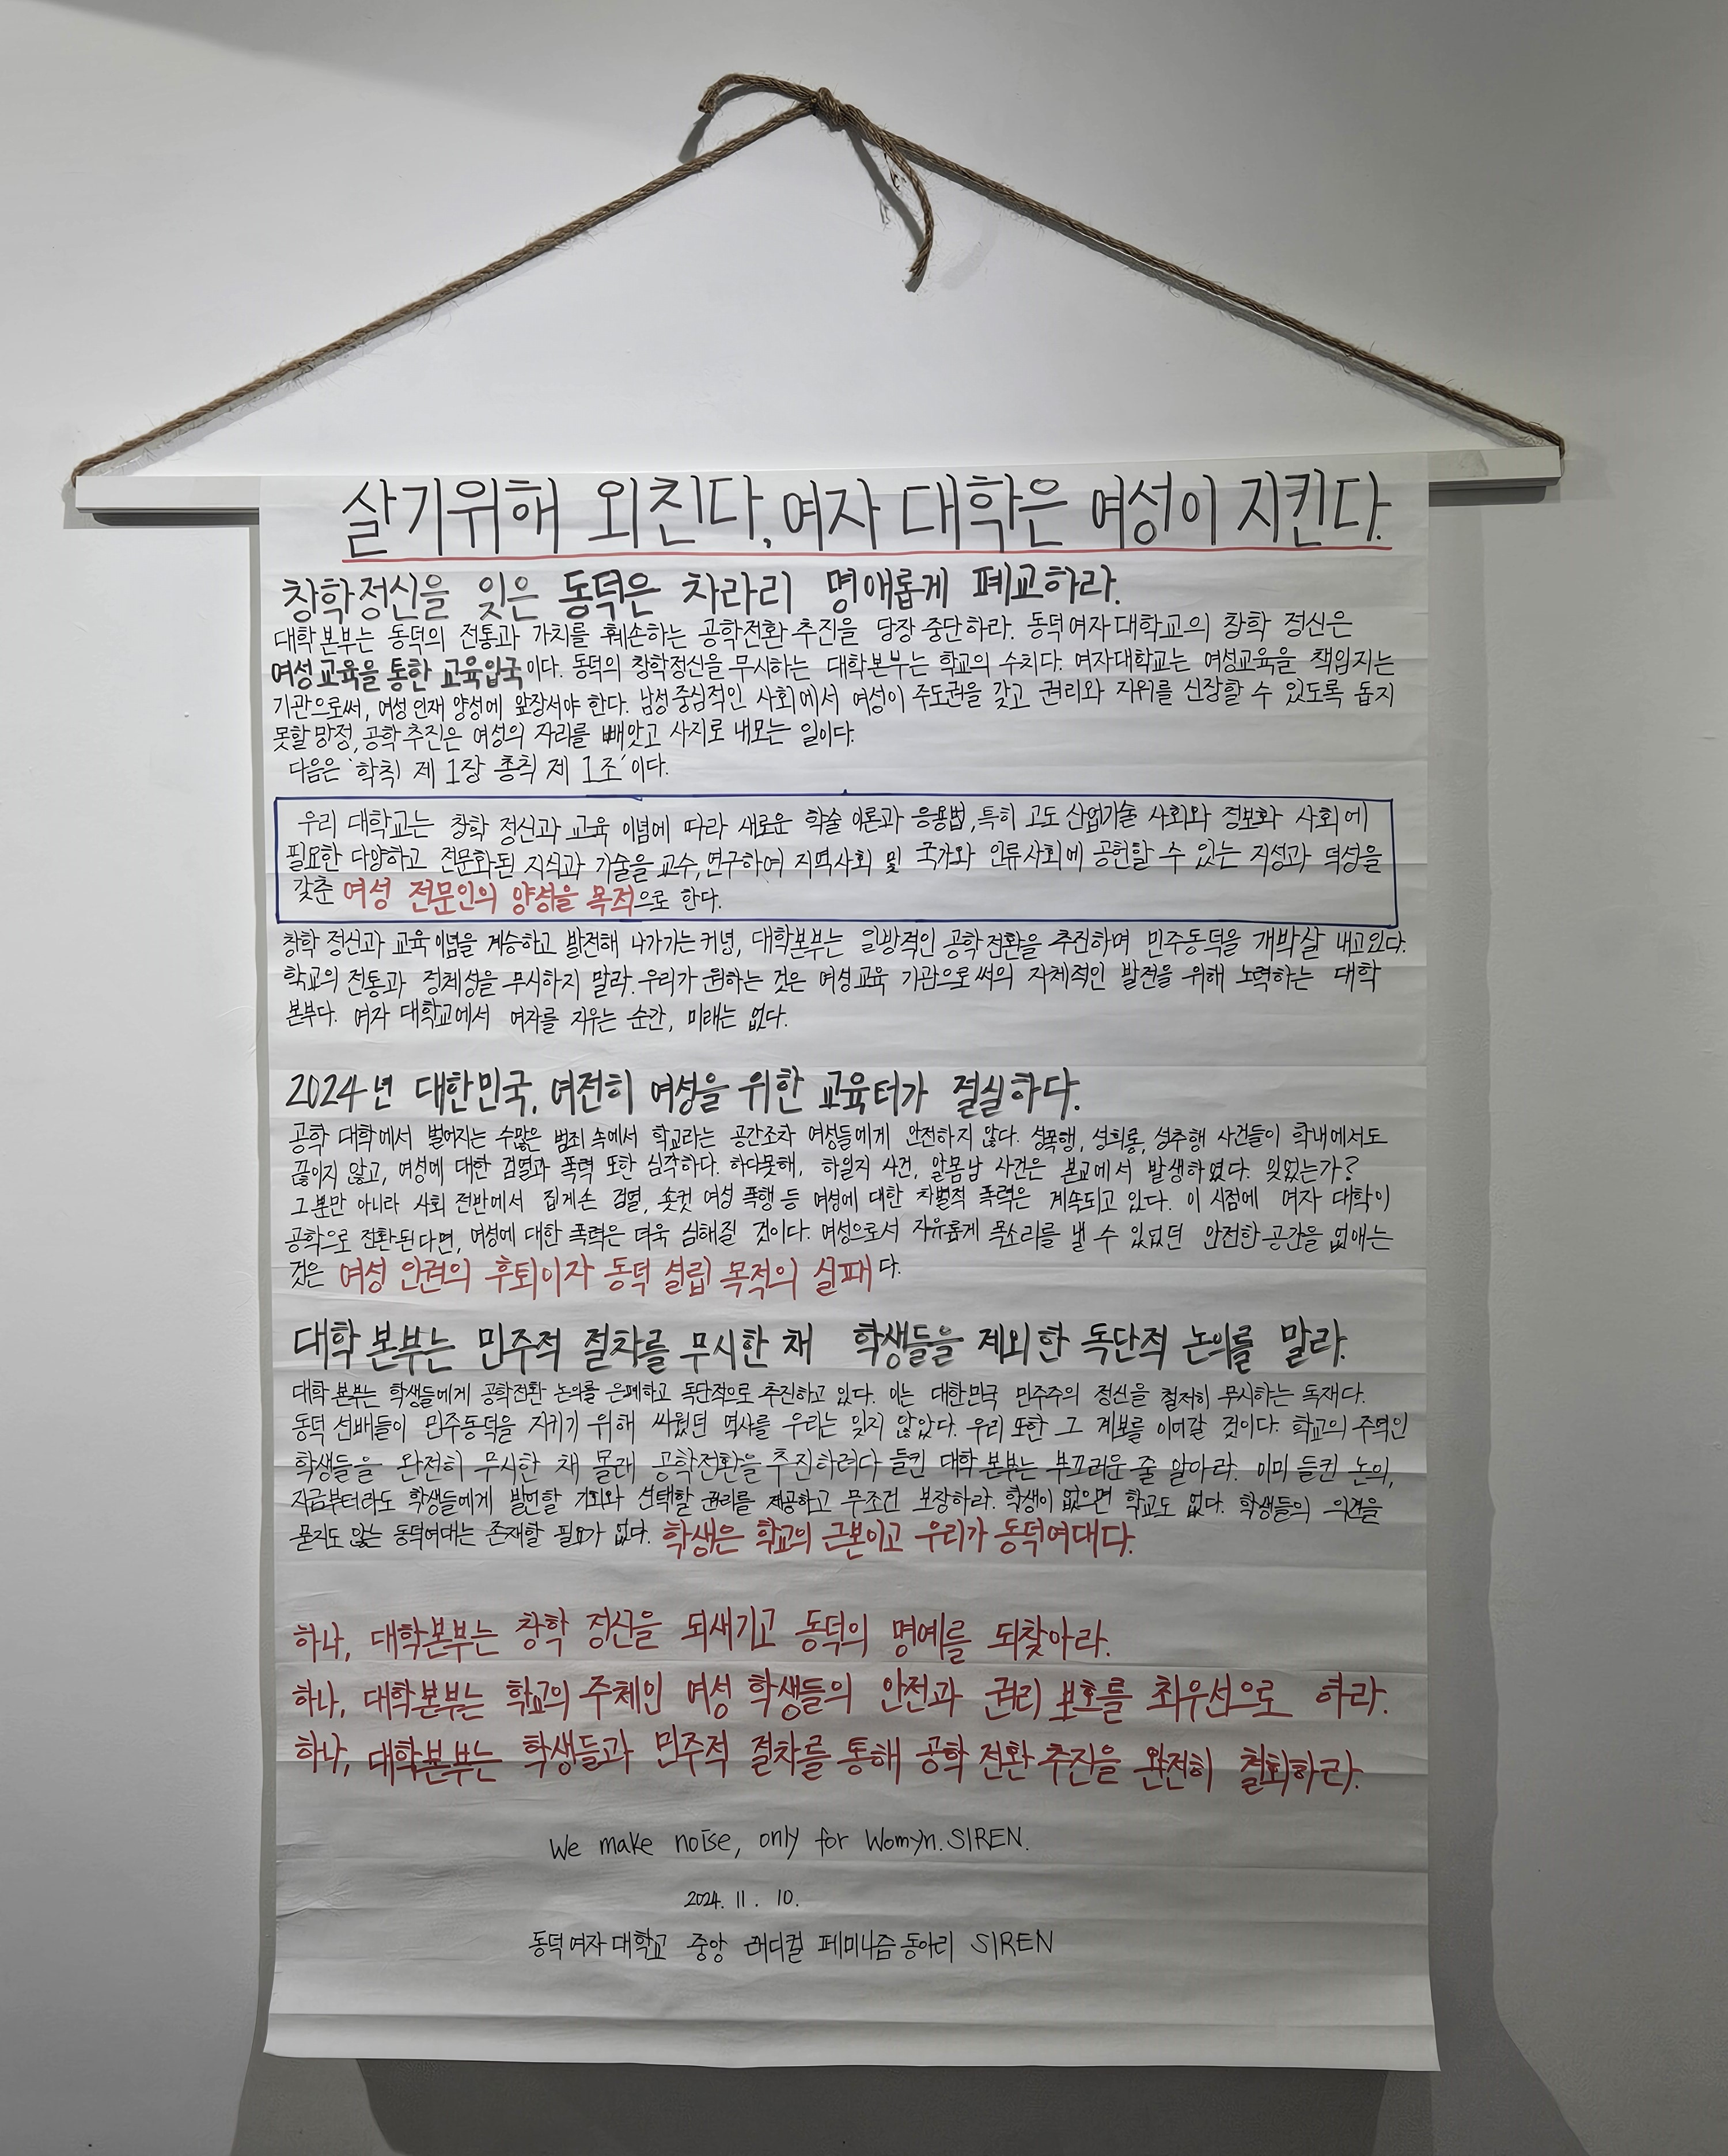 살기위해 외친다, 여자 대학은 여성이 지킨다.
창학정신을 잊은 동덕은 차라리 명애롭게 폐교하라.
대학본부는 동덕의 전통과 가치를 훼손하는 공학전환 추진을 당장 중단하라. 동덕여자대학교의 창학 정신은
여성교육을 통한 교육입국이다. 동덕의 창학정신을 무시하는 대학본부는 학교의 수치다. 여자대학교는 여성교육을 책임지는
기관으로써, 여성 인재 양성에 앞장서야 한다. 남성 중심적인 사회에서 여성이 주도권을 갖고 권리와 지위를 신장할 수 있도록 돕지
못할 망정, 공학 추진은 여성의 자리를 빼앗고 사지로 내모는 일이다.
다음은 '학칙 제 1장 총칙 제 1조'이다.
우리 대학교는 창학 정신과 교육 이념에 따라 새로운 학술 이론과 응용법, 특히 고도 산업기술 사회와 정보화 사회에
필요한 다양하고 전문화된 지식과 기술을 교수, 연구하여 지역사회 및 국가와 인류사회에 공헌할 수 있는 지성과 덕성을
갖춘 여성 전문인의 양성을 목적으로 한다.
창학 정신과 교육 이념을 계승하고 발전해 나가기는 커녕, 대학본부는 일방적인 공학 전환을 추진하며 민주동덕을 개박살 내고있다.
학교의 전통과 정체성을 무시하지 말라. 우리가 원하는 것은 여성교육 기관으로써의 자체적인 발전을 위해 노력하는 대학
본부다. 여자 대학교에서 여자를 지우는 순간, 미래는 없다.
2024년 대한민국, 여전히 여성을 위한 교육터가 절실하다.
공학 대학에서 벌어지는 수많은 범죄 속에서 학교라는 공간조차 여성들에게 안전하지 않다. 성폭행, 성희롱, 성추행 사건들이 학내에서도
끊이지 않고, 여성에 대한 검열과 폭력 또한 심각하다. 하다못해, 하일지 사건, 알몸남 사건은 본교에서 발생하였다. 잊었는가?
그뿐만 아니라 사회 전반에서 집게손 검열, 숏컷 여성 폭행 등 여성에 대한 차별적 폭력은 계속되고 있다. 이 시점에 여자 대학이
공학으로 전환된다면, 여성에 대한 폭력은 더욱 심해질 것이다. 여성으로서 자유롭게 목소리를 낼 수 있었던 안전한 공간을 없애는
것은 여성 인권의 후퇴이자 동덕 설립 목적의 실패다.
대학 본부는 민주적 절차를 무시한 채 학생들을 제외한 독단적 논의를 말라.
대학 본부는 학생들에게 공학전환 논의를 은폐하고 독단적으로 추진하고 있다. 이는 대한민국 민주주의 정신을 철저히 무시하는 독재다.
동덕 선배들이 민주동덕을 지키기 위해 싸웠던 역사를 우리는 잊지 않았다. 우리 또한 그 계보를 이어갈 것이다. 학교의 주역인
학생들을 완전히 무시한 채 몰래 공학전환을 추진하려다 들킨 대학 본부는 부끄러운 줄 알아라. 이미 들킨 논의,
지금부터라도 학생들에게 발언할 기회와 선택할 권리를 제공하고 무조건 보장하라. 학생이 없으면 학교도 없다. 학생들의 의견을
묻지도 않는 동덕여대는 존재할 필요가 없다. 학생은 학교의 근본이고 우리가 동덕여대다.
하나, 대학본부는 창학 정신을 되새기고 동덕의 명예를 되찾아라.
하나, 대학본부는 학교의 주체인 여성 학생들의 안전과 권리 보호를 최우선으로 하라.
하나, 대학본부는 학생들과 민주적 절차를 통해 공학 전환 추진을 완전히 철회하라.
We make noise, only for Womyn. SIREN.
2024. 11. 10.
동덕여자대학교 중앙 래디컬 페미니즘 동아리 SIREN